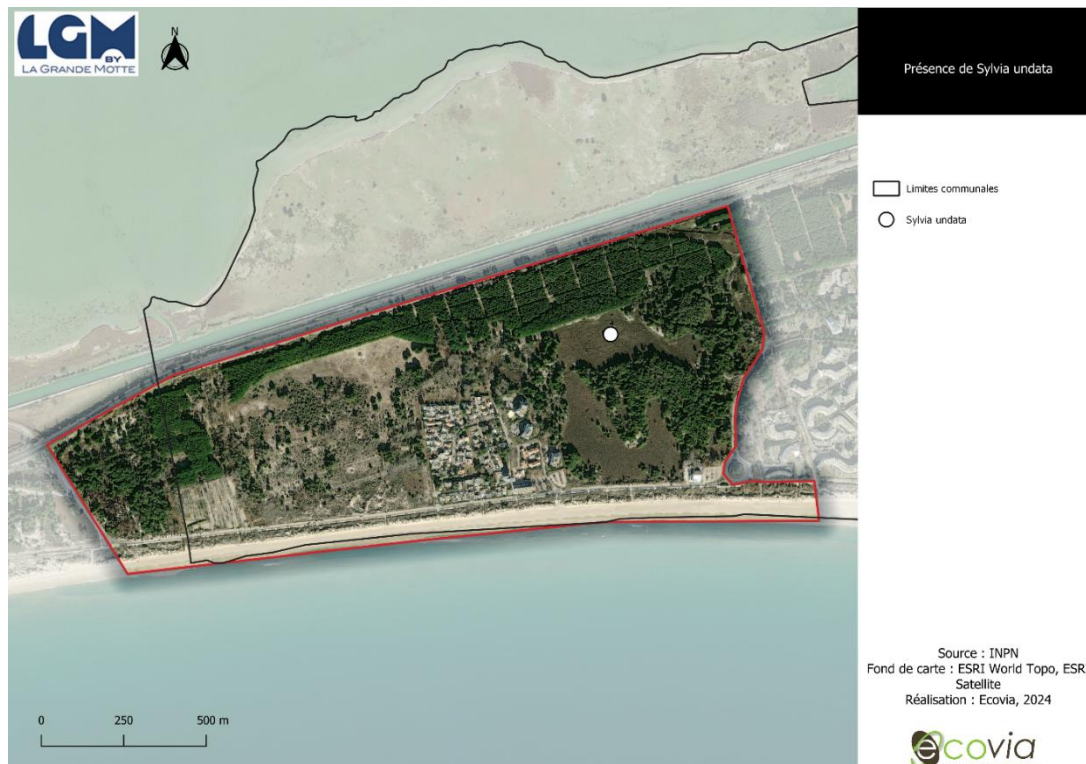 LGM
BY
LA GRANDE MOTTE
N
Présence de Sylvia undata
Limites communales
Sylvia undata
0 250 500 m
Source : INPN
Fond de carte : ESRI World Topo, ESR
Satellite
Réalisation : Ecovia, 2024
ecovia